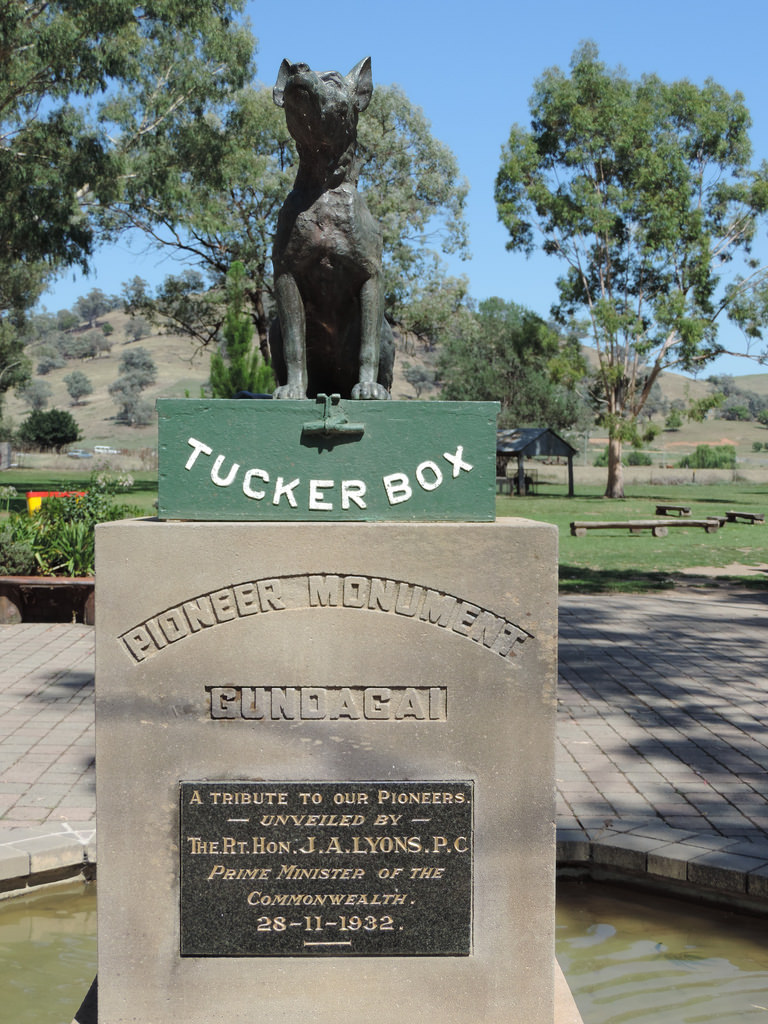 TUCKER BOX
PIONEER MONUMENT
GUNDAGAI
A TRIBUTE TO OUR PIONEERS.
— UNVEILED BY —
THE RT. HON. J. A. LYONS. P. C
PRIME MINISTER OF THE
COMMONWEALTH.
28-11-1932.